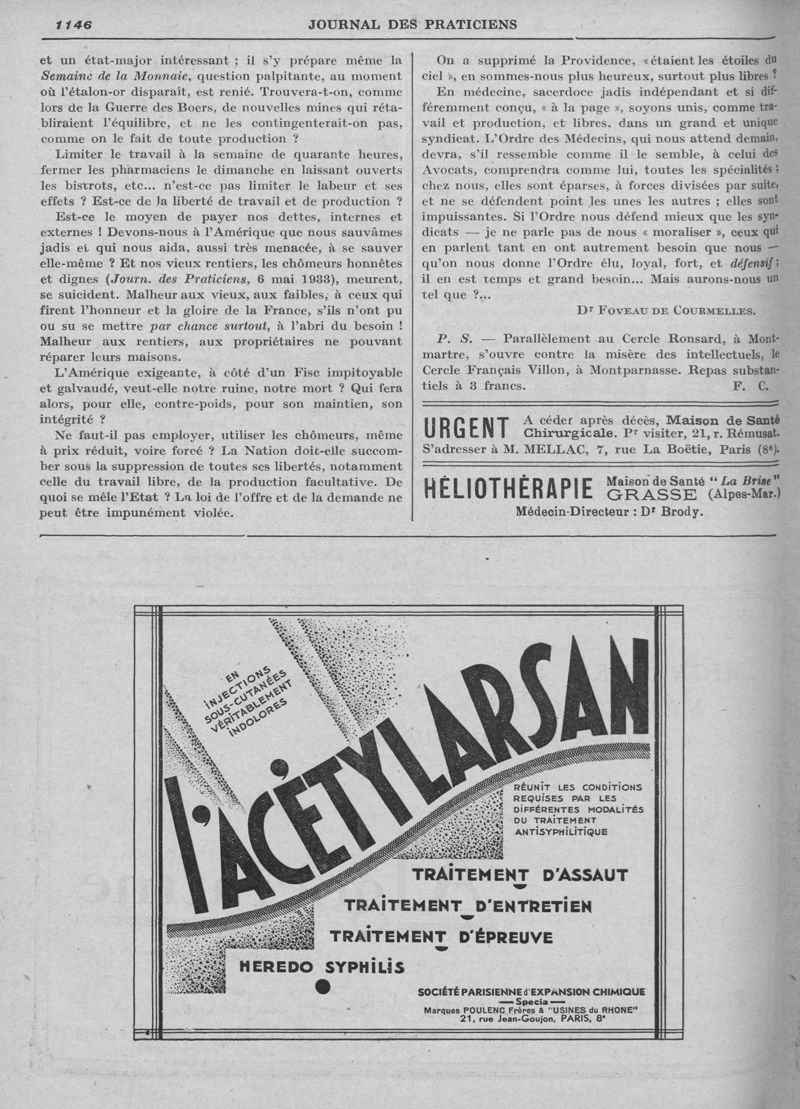 1146
JOURNAL DES PRATICIENS
et un état-major intéressant ; il s'y prépare même la
Semaine de la Monnaie, question palpitante, au moment
où l'étalon-or disparaît, est renié. Trouvera-t-on, comme
lors de la Guerre des Boers, de nouvelles mines qui réta-
bliraient l'équilibre, et ne les contingenterait-on pas,
comme on le fait de toute production ?
Limiter le travail à la semaine de quarante heures,
fermer les pharmaciens le dimanche en laissant ouverts
les bistrots, etc... n'est-ce pas limiter le labeur et ses
effets ? Est-ce de la liberté de travail et de production ?
Est-ce le moyen de payer nos dettes, internes et
externes ! Devons-nous à l'Amérique que nous sauvâmes
jadis et qui nous aida, aussi très menacée, à se sauver
elle-même ? Et nos vieux rentiers, les chômeurs honnêtes
et dignes (Journ. des Praticiens, 6 mai 1933), meurent,
se suicident. Malheur aux vieux, aux faibles, à ceux qui
firent l'honneur et la gloire de la France, s'ils n'ont pu
ou su se mettre par chance surtout, à l'abri du besoin !
Malheur aux rentiers, aux propriétaires ne pouvant
réparer leurs maisons.
L'Amérique exigeante, à côté d'un Fisc impitoyable
et galvaudé, veut-elle notre ruine, notre mort ? Qui fera
alors, pour elle, contre-poids, pour son maintien, son
intégrité ?
Ne faut-il pas employer, utiliser les chômeurs, même
à prix réduit, voire forcé ? La Nation doit-elle succom-
ber sous la suppression de toutes ses libertés, notamment
celle du travail libre, de la production facultative. De
quoi se mêle l'Etat ? La loi de l'offre et de la demande ne
peut être impunément violée.
On a supprimé la Providence, « étaient les étoiles du
ciel », en sommes-nous plus heureux, surtout plus libres ?
En médecine, sacerdoce jadis indépendant et si dif-
féremment conçu, « à la page », soyons unis, comme tra-
vail et production, et libres, dans un grand et unique
syndicat. L'Ordre des Médecins, qui nous attend demain,
devra, s'il ressemble comme il le semble, à celui des
Avocats, comprendra comme lui, toutes les spécialités ;
chez nous, elles sont éparses, à forces divisées par suite,
et ne se défendent point les unes les autres ; elles sont
impuissantes. Si l'Ordre nous défend mieux que les syn-
dicats — je ne parle pas de nous « moraliser », ceux qui
en parlent tant en ont autrement besoin que nous —
qu'on nous donne l'Ordre élu, loyal, fort, et défensif ;
il en est temps et grand besoin... Mais aurons-nous un
tel que ?...
Dr FOVEAU DE COURMELLES.
P. S. — Parallèlement au Cercle Ronsard, à Mont-
martre, s'ouvre contre la misère des intellectuels, le
Cercle Français Villon, à Montparnasse. Repas substan-
tiels à 3 francs. F. C.
URGENT A céder après décès, Maison de Santé
Chirurgicale. Pr visiter, 21, r. Rémusat.
S'adresser à M. MELLAC, 7, rue La Boëtie, Paris (8e).
HÉLIOTHÉRAPIE Maison de Santé "La Brise"
GRASSE (Alpes-Mar.)
Médecin-Directeur : Dr Brody.
EN
INJECTIONS
SOUS-CUTANÉES
VÉRITABLEMENT
INDOLORES
l'ACÉTYLARSAN
RÉUNIT LES CONDITIONS
REQUISES PAR LES
DIFFÉRENTES MODALITÉS
DU TRAITEMENT
ANTISYPHILITIQUE
TRAITEMENT D'ASSAUT
TRAITEMENT D'ENTRETIEN
TRAITEMENT D'ÉPREUVE
HEREDO SYPHILIS
SOCIÉTÉ PARISIENNE d'EXPANSION CHIMIQUE
— Specia —
Marques POULENC Frères & "USINES du RHONE"
21, rue Jean-Goujon, PARIS, 8e